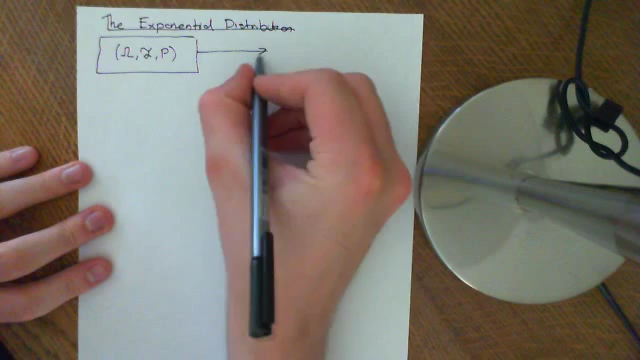 The Exponential Distribution
(Ω, F, P)